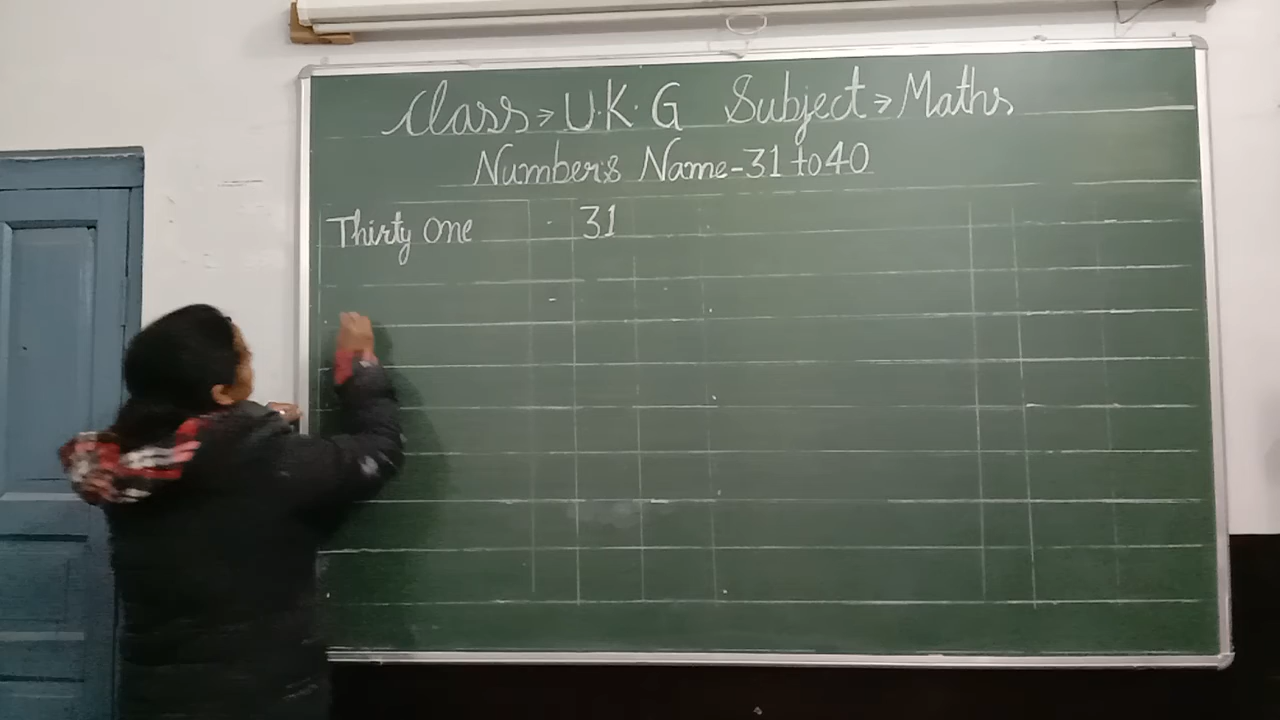 Class → U.K.G Subject → Maths
Numbers Name-31 to 40
Thirty one - 31